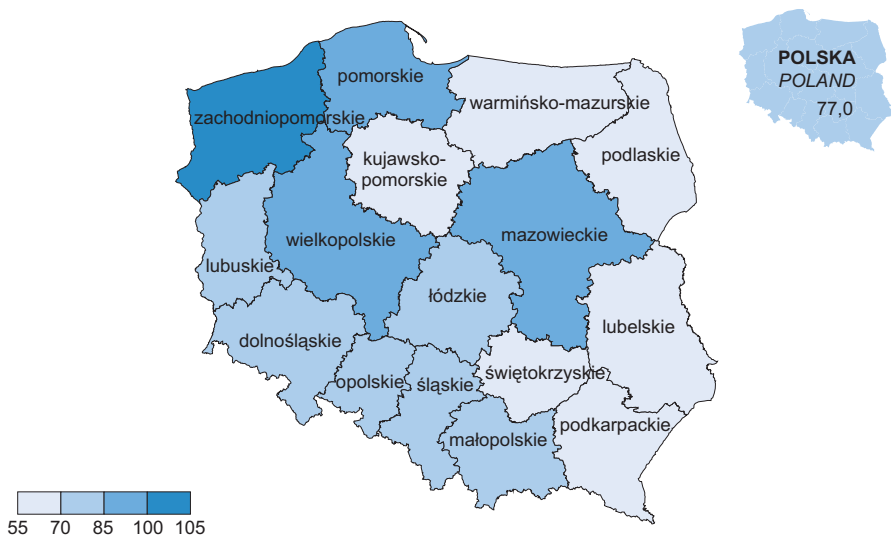 POLSKA
POLAND
77,0
pomorskie
warmińsko-mazurskie
zachodniopomorskie
podlaskie
kujawsko-
pomorskie
mazowieckie
wielkopolskie
lubuskie
łódzkie
lubelskie
dolnośląskie
świętokrzyskie
opolskie
śląskie
podkarpackie
małopolskie
55 70 85 100 105